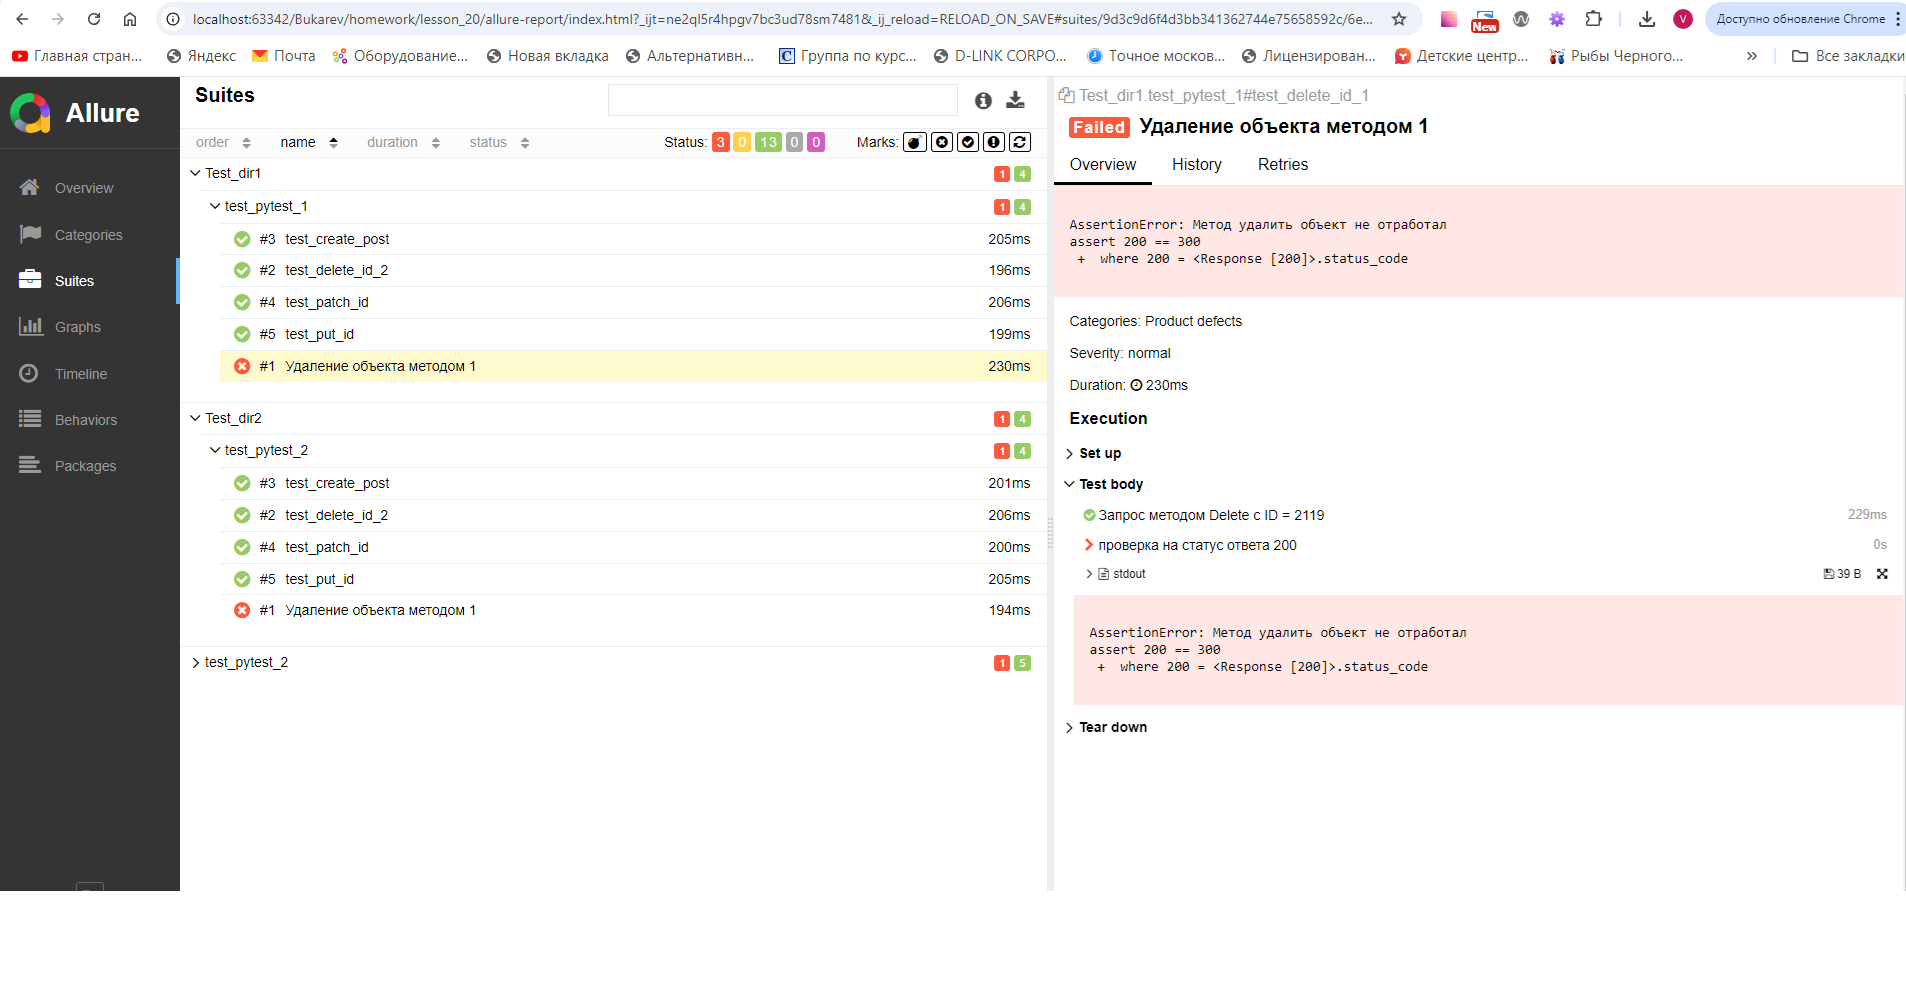 localhost:63342/Bukarev/homework/lesson_20/allure-report/index.html?_ijt=ne2ql5r4hpgv7bc3ud78sm7481&_ij_reload=RELOAD_ON_SAVE#suites/9d3c9d6f4d3bb341362744e75658592c/6e...
New
V
Доступно обновление Chrome
Главная стран...
Яндекс
Почта
Оборудование...
Новая вкладка
Альтернативн...
Группа по курс...
D-LINK CORPO...
Точное москов...
Лицензирован...
Детские центр...
Рыбы Черного...
»
Все закладки
Allure
Overview
Categories
Suites
Graphs
Timeline
Behaviors
Packages
Suites
order name duration status
Status: 3 0 13 0 0
Marks:
Test_dir1 1 4
test_pytest_1 1 4
#3 test_create_post 205ms
#2 test_delete_id_2 196ms
#4 test_patch_id 206ms
#5 test_put_id 199ms
#1 Удаление объекта методом 1 230ms
Test_dir2 1 4
test_pytest_2 1 4
#3 test_create_post 201ms
#2 test_delete_id_2 206ms
#4 test_patch_id 200ms
#5 test_put_id 205ms
#1 Удаление объекта методом 1 194ms
test_pytest_2 1 5
Test_dir1.test_pytest_1#test_delete_id_1
Failed Удаление объекта методом 1
Overview History Retries
AssertionError: Метод удалить объект не отработал
assert 200 == 300
+ where 200 = <Response [200]>.status_code
Categories: Product defects
Severity: normal
Duration: 230ms
Execution
Set up
Test body
Запрос методом Delete с ID = 2119 229ms
проверка на статус ответа 200 0s
stdout 39 B
AssertionError: Метод удалить объект не отработал
assert 200 == 300
+ where 200 = <Response [200]>.status_code
Tear down